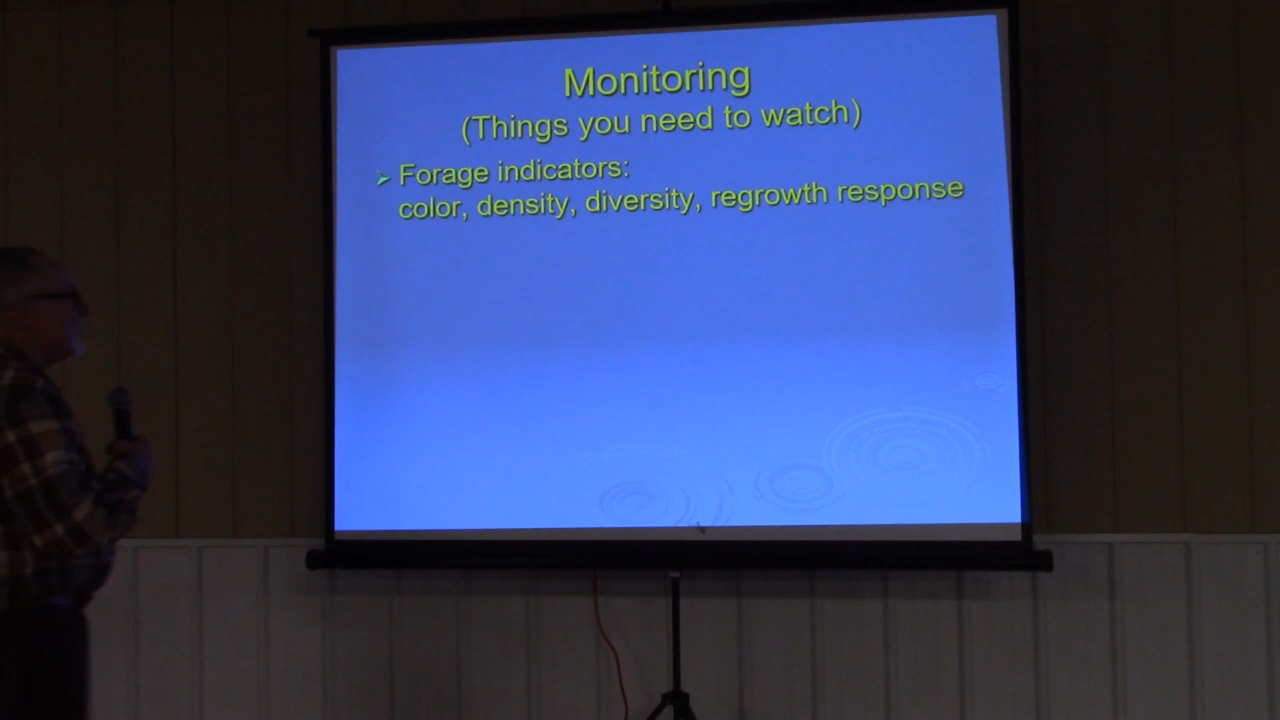 Monitoring
(Things you need to watch)
Forage indicators:
color, density, diversity, regrowth response